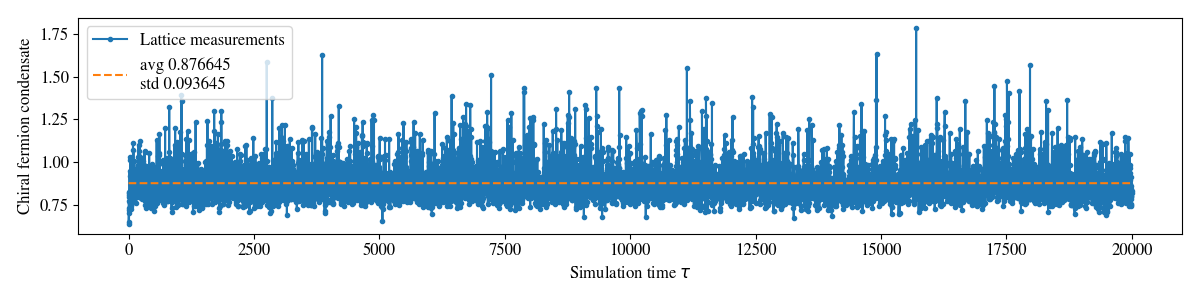 Chiral fermion condensate
1.75
1.50
1.25
1.00
0.75
Lattice measurements
avg 0.876645
std 0.093645
0
2500
5000
7500
10000
12500
15000
17500
20000
Simulation time τ